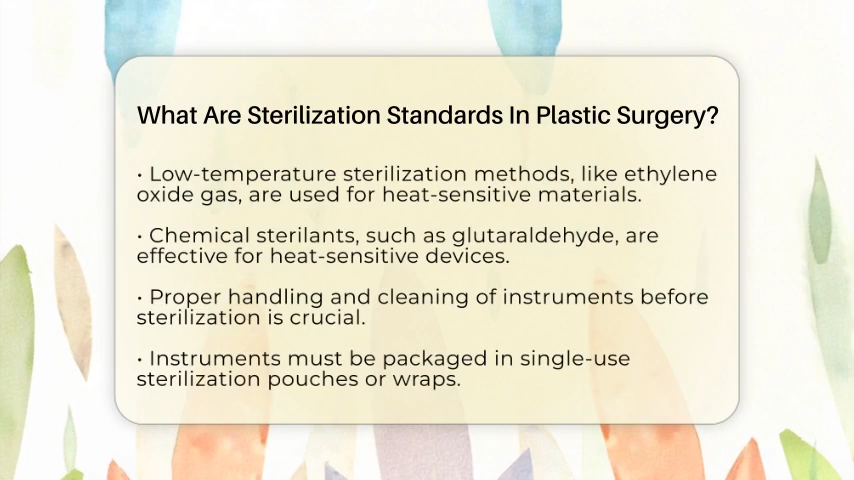 What Are Sterilization Standards In Plastic Surgery?
• Low-temperature sterilization methods, like ethylene
oxide gas, are used for heat-sensitive materials.
• Chemical sterilants, such as glutaraldehyde, are
effective for heat-sensitive devices.
• Proper handling and cleaning of instruments before
sterilization is crucial.
• Instruments must be packaged in single-use
sterilization pouches or wraps.